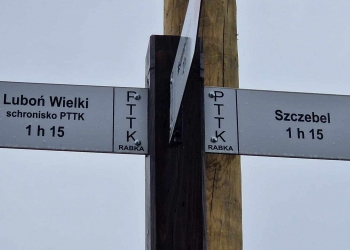 Luboń Wielki
schronisko PTTK
1 h 15
PTTK
RABKA
PTTK
RABKA
Szczebel
1 h 15